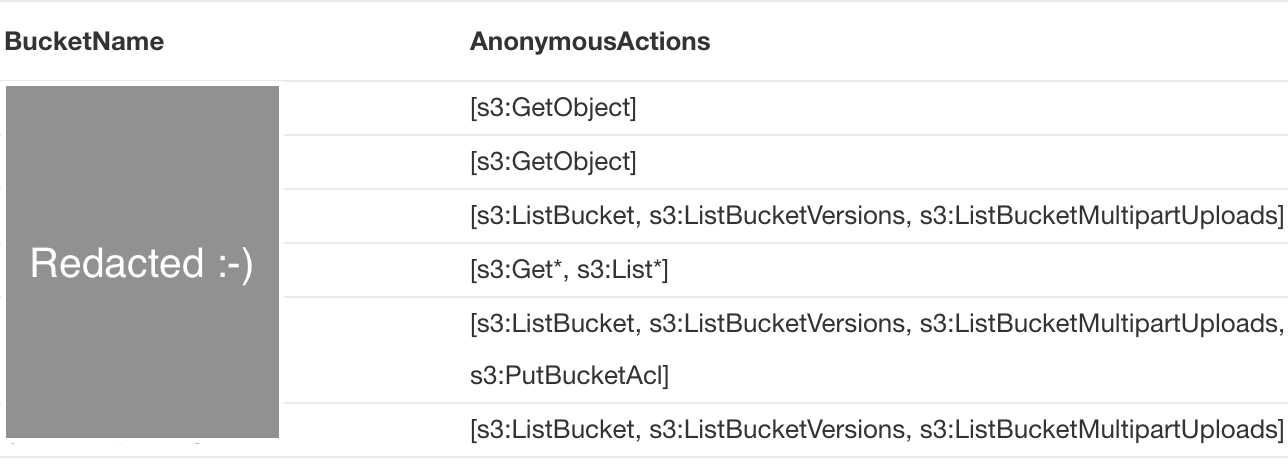 BucketName AnonymousActions
[s3:GetObject]
[s3:GetObject]
[s3:ListBucket, s3:ListBucketVersions, s3:ListBucketMultipartUploads]
Redacted :-)
[s3:Get*, s3:List*]
[s3:ListBucket, s3:ListBucketVersions, s3:ListBucketMultipartUploads,
s3:PutBucketAcl]
[s3:ListBucket, s3:ListBucketVersions, s3:ListBucketMultipartUploads]